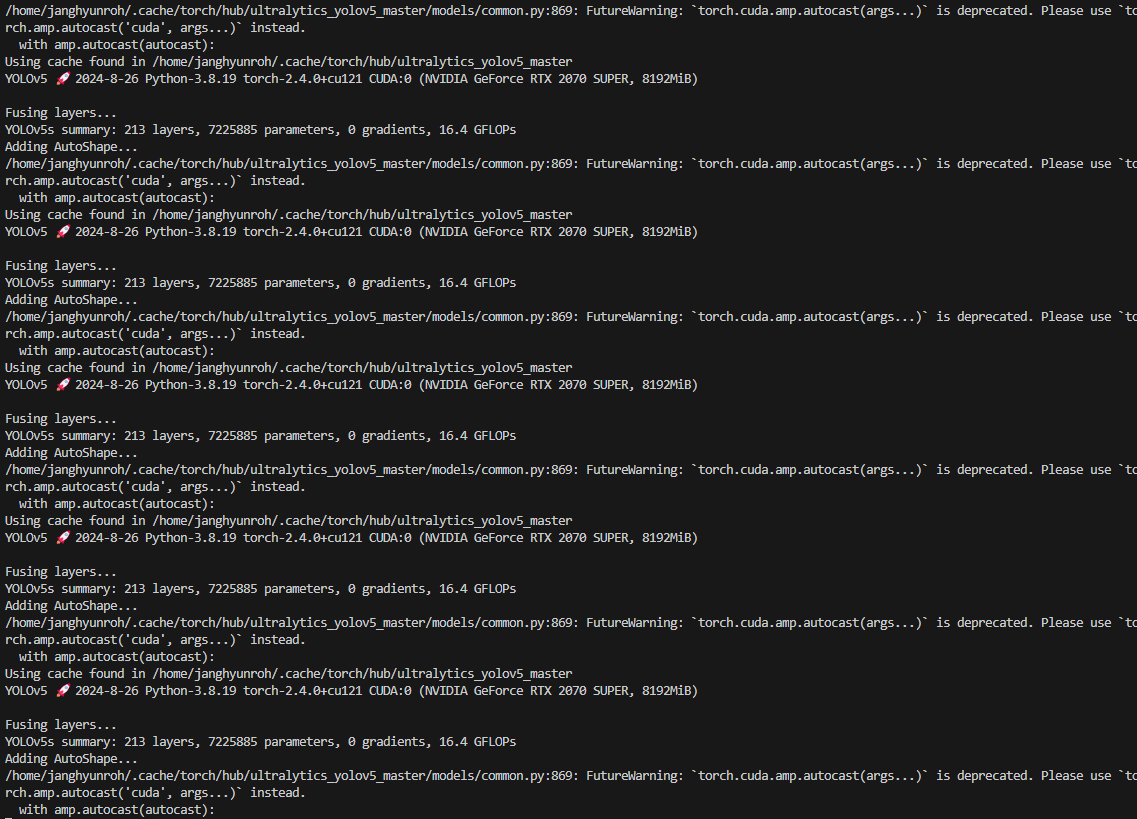 /home/janghyunroh/.cache/torch/hub/ultralytics_yolov5_master/models/common.py:869: FutureWarning: `torch.cuda.amp.autocast(args...)` is deprecated. Please use `to
rch.amp.autocast('cuda', args...)` instead.
  with amp.autocast(autocast):
Using cache found in /home/janghyunroh/.cache/torch/hub/ultralytics_yolov5_master
YOLOv5 🚀 2024-8-26 Python-3.8.19 torch-2.4.0+cu121 CUDA:0 (NVIDIA GeForce RTX 2070 SUPER, 8192MiB)

Fusing layers...
YOLOv5s summary: 213 layers, 7225885 parameters, 0 gradients, 16.4 GFLOPs
Adding AutoShape...
/home/janghyunroh/.cache/torch/hub/ultralytics_yolov5_master/models/common.py:869: FutureWarning: `torch.cuda.amp.autocast(args...)` is deprecated. Please use `to
rch.amp.autocast('cuda', args...)` instead.
  with amp.autocast(autocast):
Using cache found in /home/janghyunroh/.cache/torch/hub/ultralytics_yolov5_master
YOLOv5 🚀 2024-8-26 Python-3.8.19 torch-2.4.0+cu121 CUDA:0 (NVIDIA GeForce RTX 2070 SUPER, 8192MiB)

Fusing layers...
YOLOv5s summary: 213 layers, 7225885 parameters, 0 gradients, 16.4 GFLOPs
Adding AutoShape...
/home/janghyunroh/.cache/torch/hub/ultralytics_yolov5_master/models/common.py:869: FutureWarning: `torch.cuda.amp.autocast(args...)` is deprecated. Please use `to
rch.amp.autocast('cuda', args...)` instead.
  with amp.autocast(autocast):
Using cache found in /home/janghyunroh/.cache/torch/hub/ultralytics_yolov5_master
YOLOv5 🚀 2024-8-26 Python-3.8.19 torch-2.4.0+cu121 CUDA:0 (NVIDIA GeForce RTX 2070 SUPER, 8192MiB)

Fusing layers...
YOLOv5s summary: 213 layers, 7225885 parameters, 0 gradients, 16.4 GFLOPs
Adding AutoShape...
/home/janghyunroh/.cache/torch/hub/ultralytics_yolov5_master/models/common.py:869: FutureWarning: `torch.cuda.amp.autocast(args...)` is deprecated. Please use `to
rch.amp.autocast('cuda', args...)` instead.
  with amp.autocast(autocast):
Using cache found in /home/janghyunroh/.cache/torch/hub/ultralytics_yolov5_master
YOLOv5 🚀 2024-8-26 Python-3.8.19 torch-2.4.0+cu121 CUDA:0 (NVIDIA GeForce RTX 2070 SUPER, 8192MiB)

Fusing layers...
YOLOv5s summary: 213 layers, 7225885 parameters, 0 gradients, 16.4 GFLOPs
Adding AutoShape...
/home/janghyunroh/.cache/torch/hub/ultralytics_yolov5_master/models/common.py:869: FutureWarning: `torch.cuda.amp.autocast(args...)` is deprecated. Please use `to
rch.amp.autocast('cuda', args...)` instead.
  with amp.autocast(autocast):
Using cache found in /home/janghyunroh/.cache/torch/hub/ultralytics_yolov5_master
YOLOv5 🚀 2024-8-26 Python-3.8.19 torch-2.4.0+cu121 CUDA:0 (NVIDIA GeForce RTX 2070 SUPER, 8192MiB)

Fusing layers...
YOLOv5s summary: 213 layers, 7225885 parameters, 0 gradients, 16.4 GFLOPs
Adding AutoShape...
/home/janghyunroh/.cache/torch/hub/ultralytics_yolov5_master/models/common.py:869: FutureWarning: `torch.cuda.amp.autocast(args...)` is deprecated. Please use `to
rch.amp.autocast('cuda', args...)` instead.
  with amp.autocast(autocast):